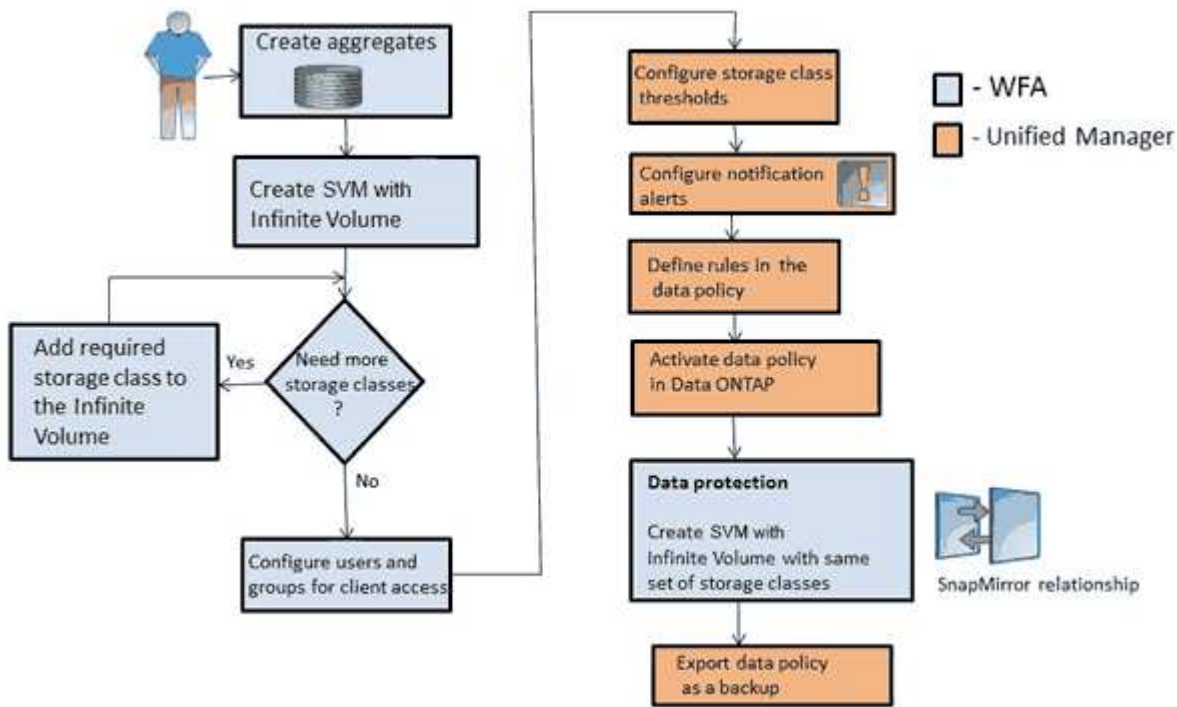 Create aggregates
Create SVM with
Infinite Volume
Need more
storage classes
?
Yes
Add required
storage class to
the Infinite
Volume
No
Configure users and
groups for client access
Configure storage class
thresholds
Configure notification
alerts
Define rules in the
data policy
Activate data policy
in Data ONTAP
Data protection
Create SVM with
Infinite Volume with same
set of storage classes
SnapMirror relationship
Export data policy
as a backup
- WFA
- Unified Manager